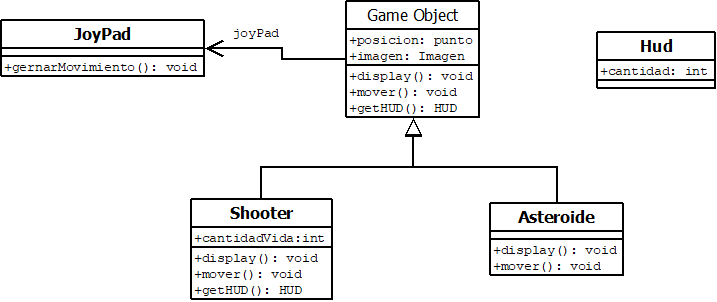 JoyPad
+gernarMovimiento(): void
joyPad
Game Object
+posicion: punto
+imagen: Imagen
+display(): void
+mover(): void
+getHUD(): HUD
Hud
+cantidad: int
Shooter
+cantidadVida:int
+display(): void
+mover(): void
+getHUD(): HUD
Asteroide
+display(): void
+mover(): void